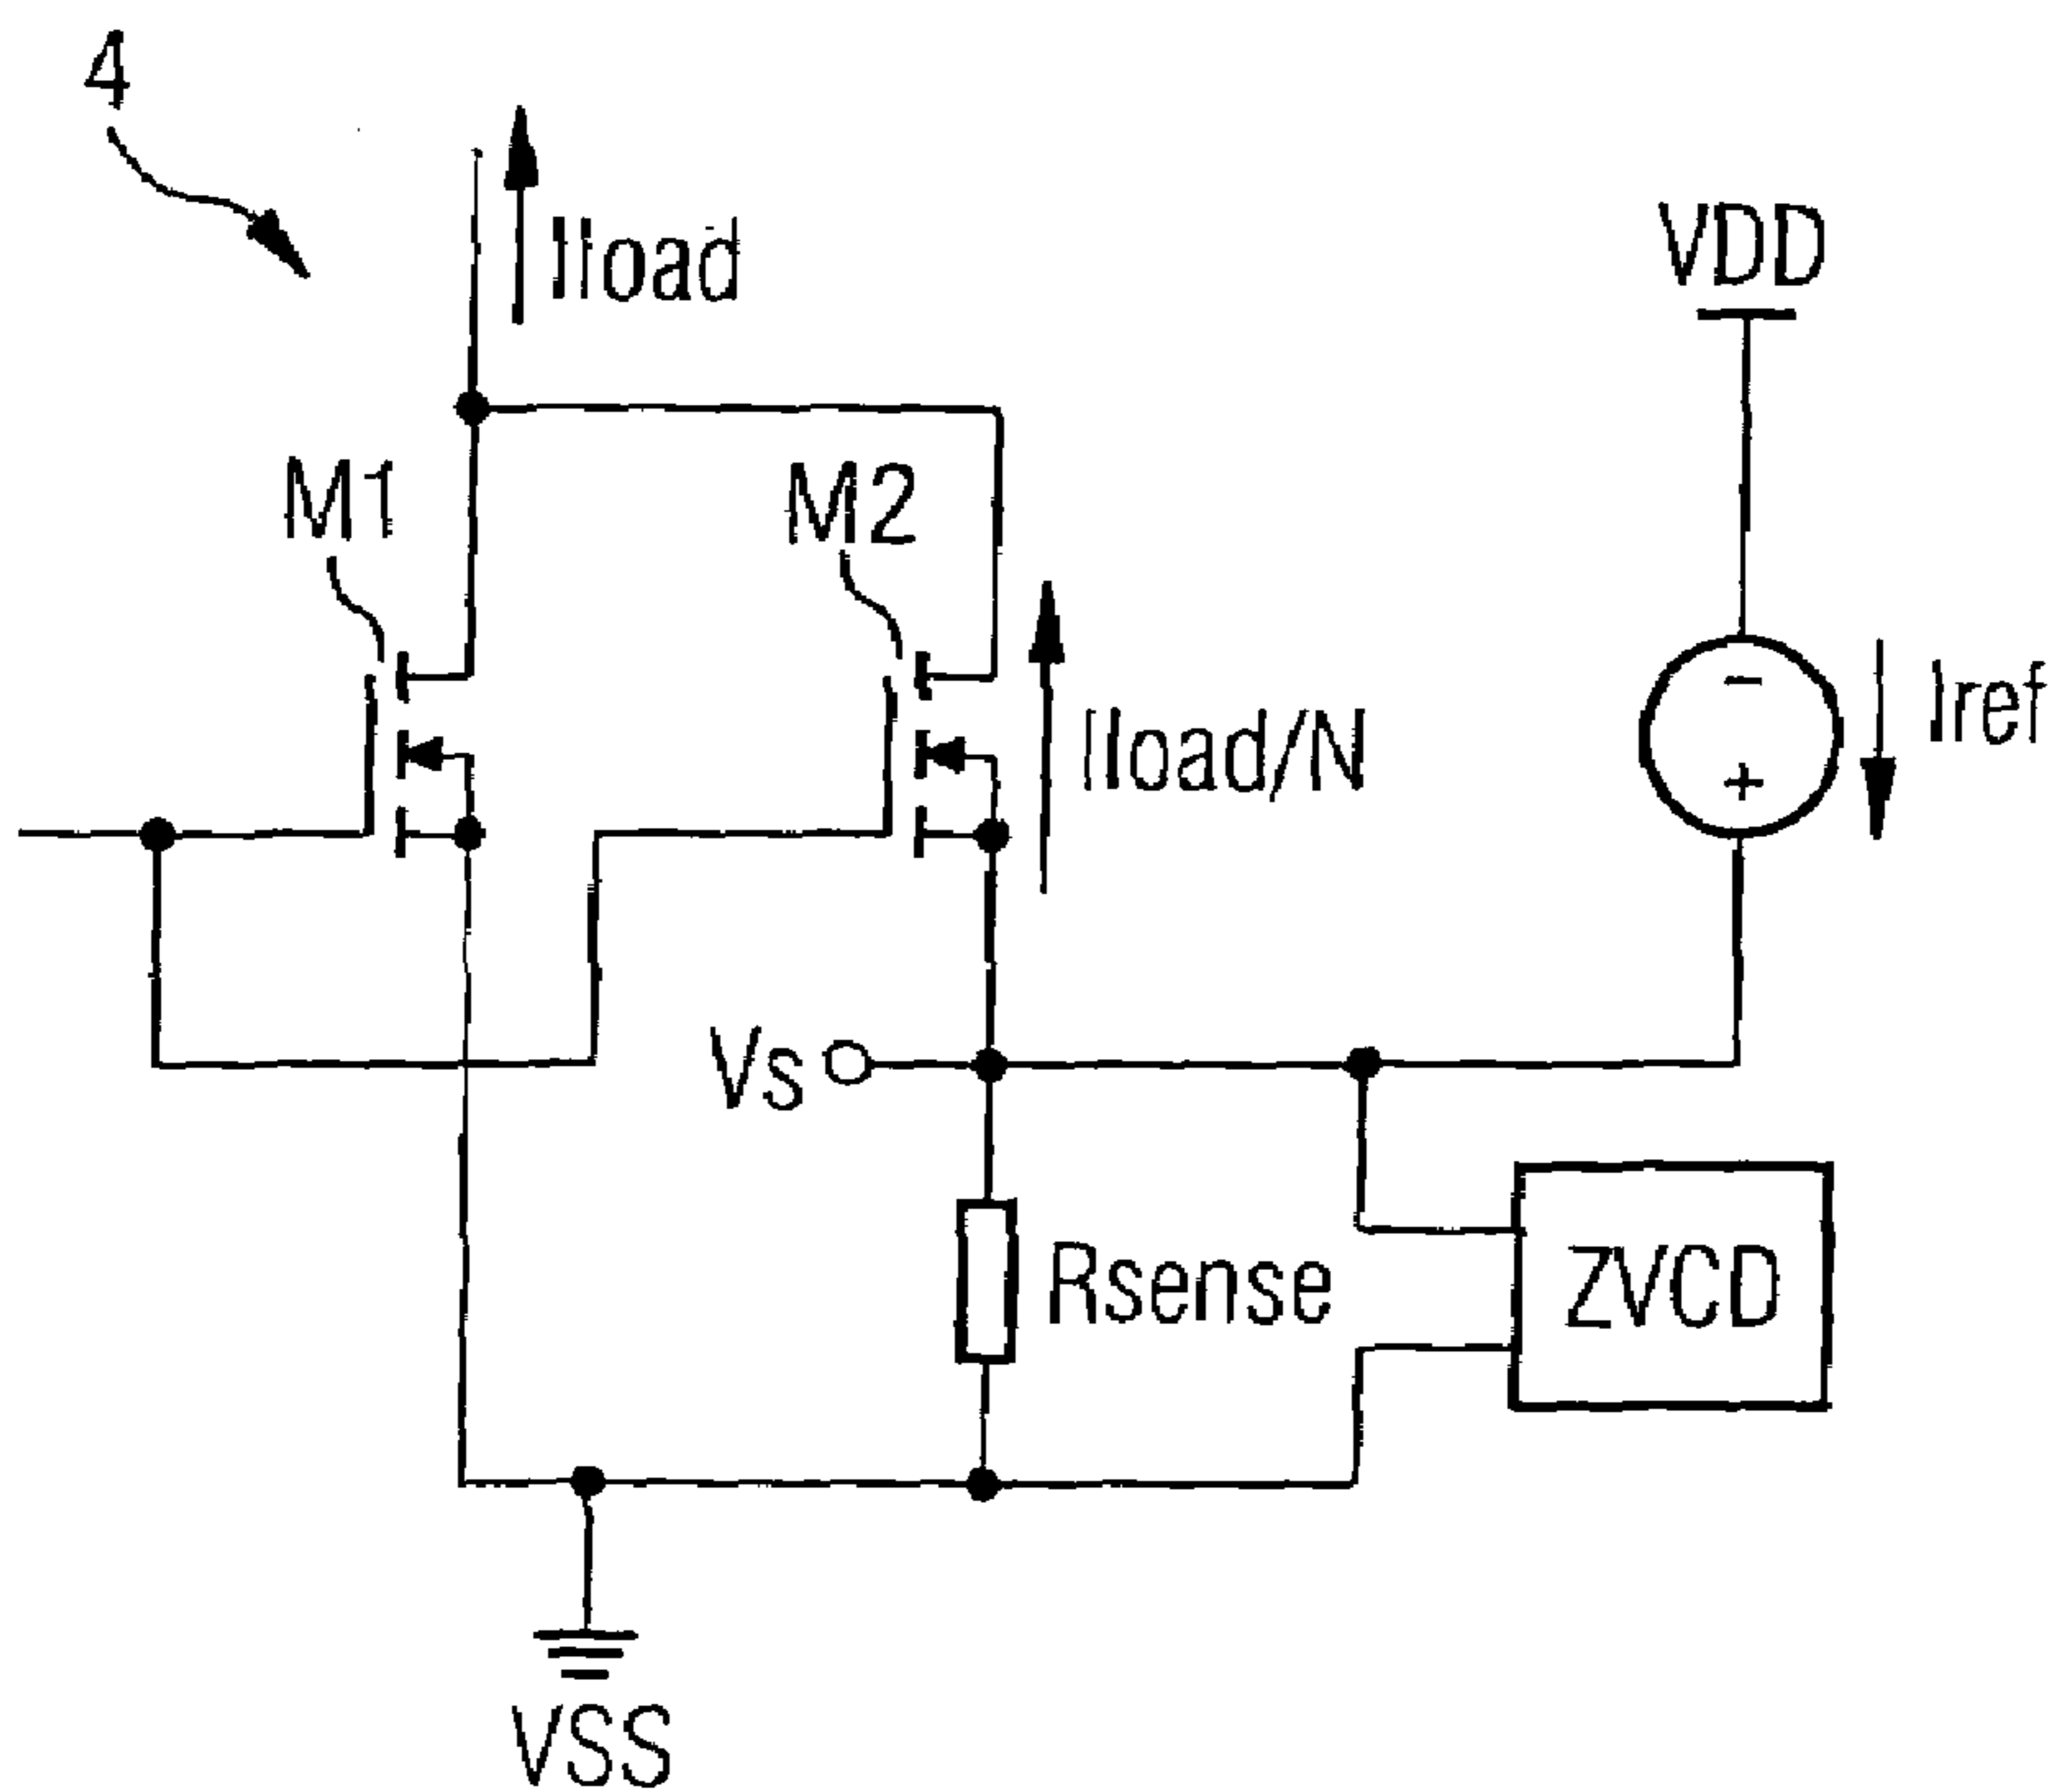 4
Iload
VDD
M1
M2
Iload/N
-
+
Iref
Vs
Rsense
ZVCD
VSS